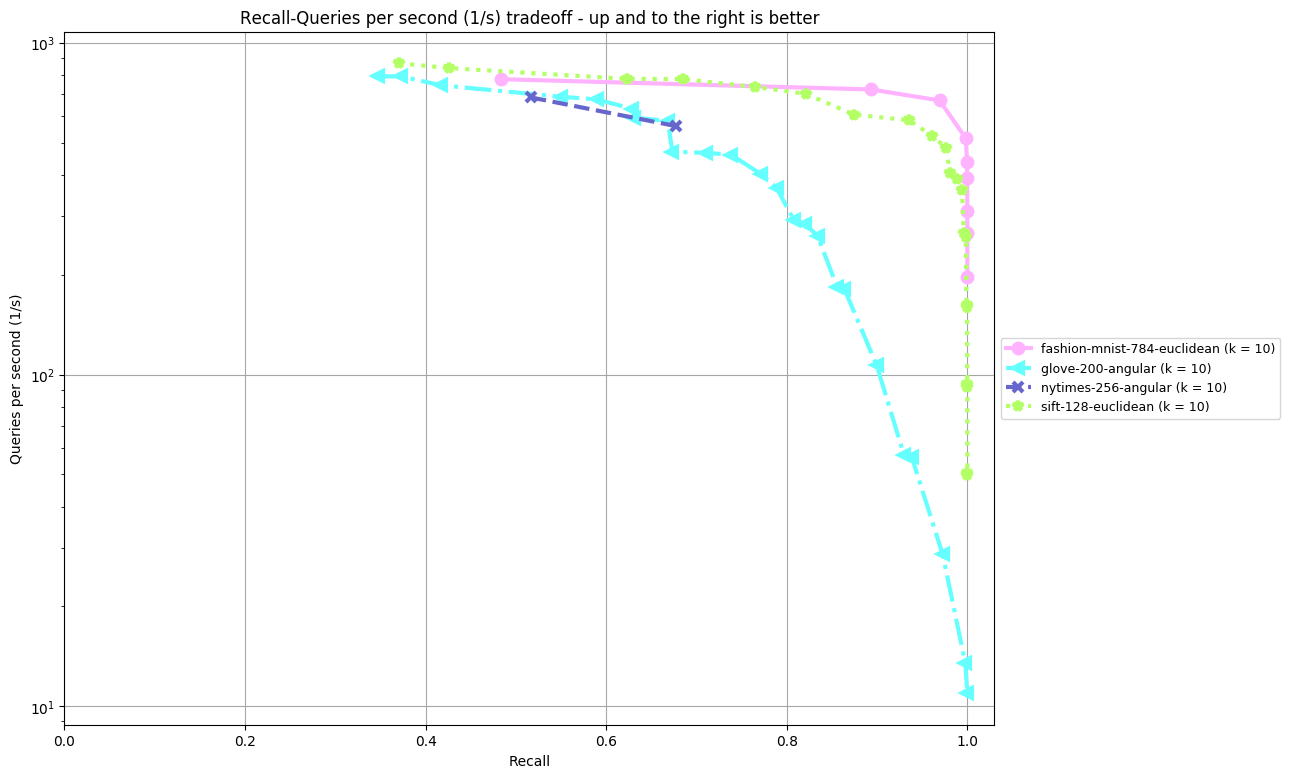 Recall-Queries per second (1/s) tradeoff - up and to the right is better
10³
10²
10¹
Queries per second (1/s)
0.0 0.2 0.4 0.6 0.8 1.0
Recall
fashion-mnist-784-euclidean (k = 10)
glove-200-angular (k = 10)
nytimes-256-angular (k = 10)
sift-128-euclidean (k = 10)